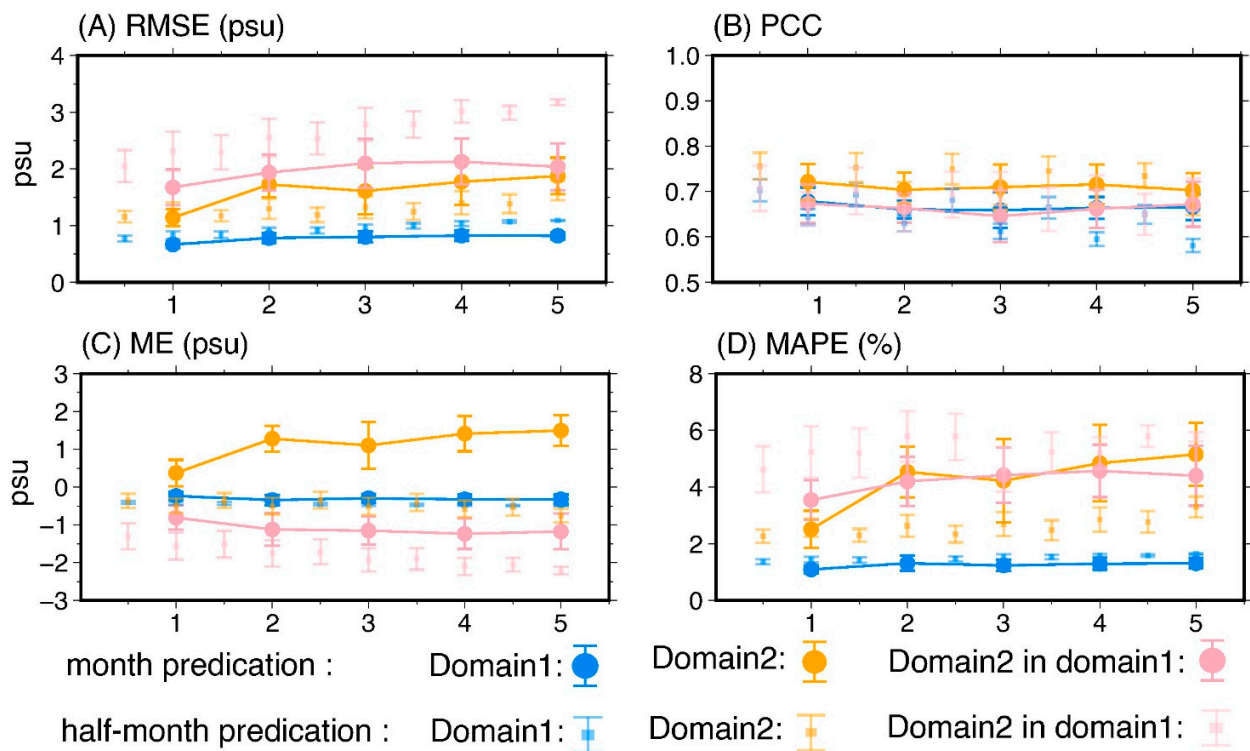 (A) RMSE (psu)
(B) PCC
psu
4
3
2
1
0
1 2 3 4 5
1.0
0.9
0.8
0.7
0.6
0.5
1 2 3 4 5
(C) ME (psu)
(D) MAPE (%)
psu
3
2
1
0
−1
−2
−3
1 2 3 4 5
8
6
4
2
0
1 2 3 4 5
month predication : Domain1: Domain2: Domain2 in domain1:
half-month predication : Domain1: Domain2: Domain2 in domain1: